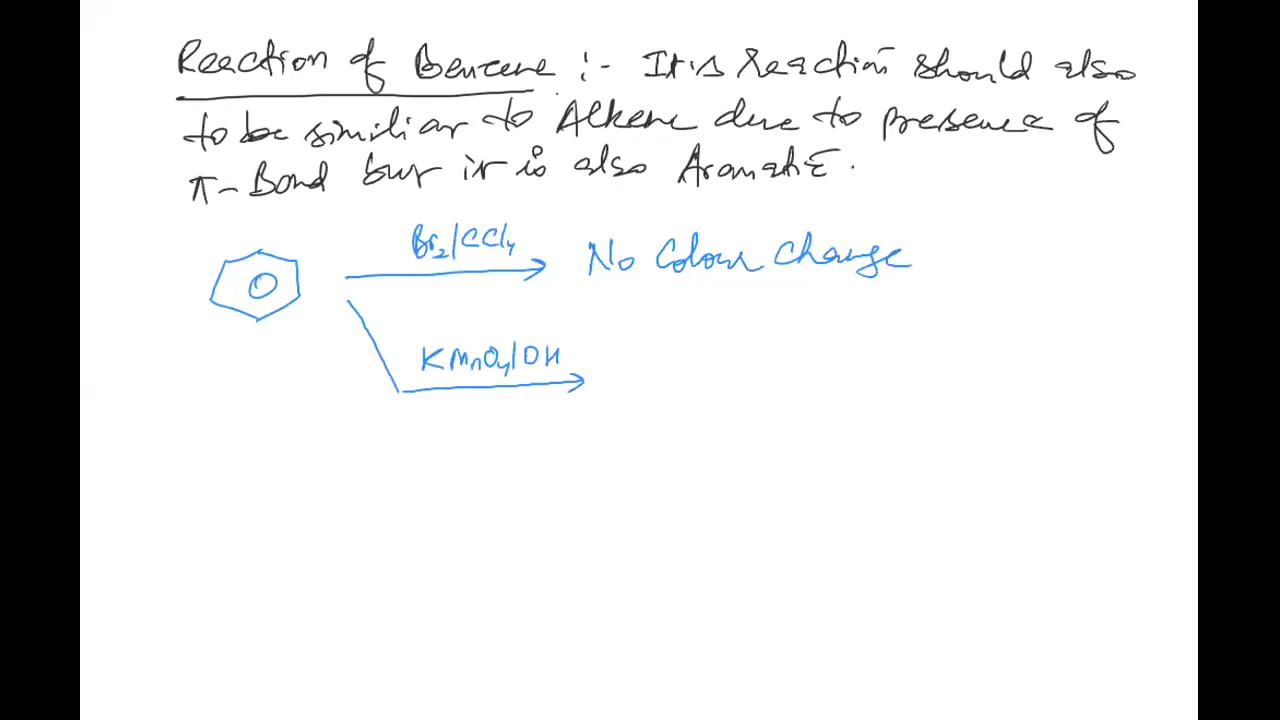 Reaction of Benzene :- It's reaction should also
to be similiar to Alkene due to presence of
π-Bond but it is also Aromatic.
Br2/CCl4
No Colour Change
KMnO4/OH